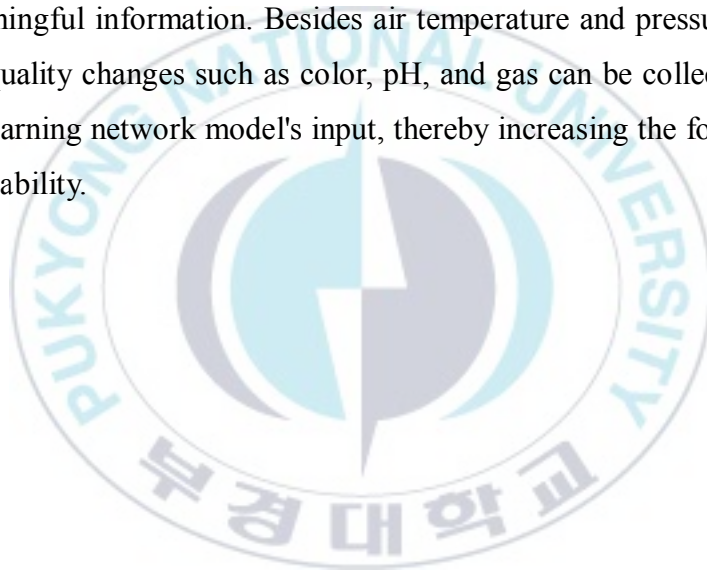 ningful information. Besides air temperature and pressu
uality changes such as color, pH, and gas can be collec
arning network model's input, thereby increasing the fo
ability.
PUKYONG NATIONAL UNIVERSITY
부경대학교